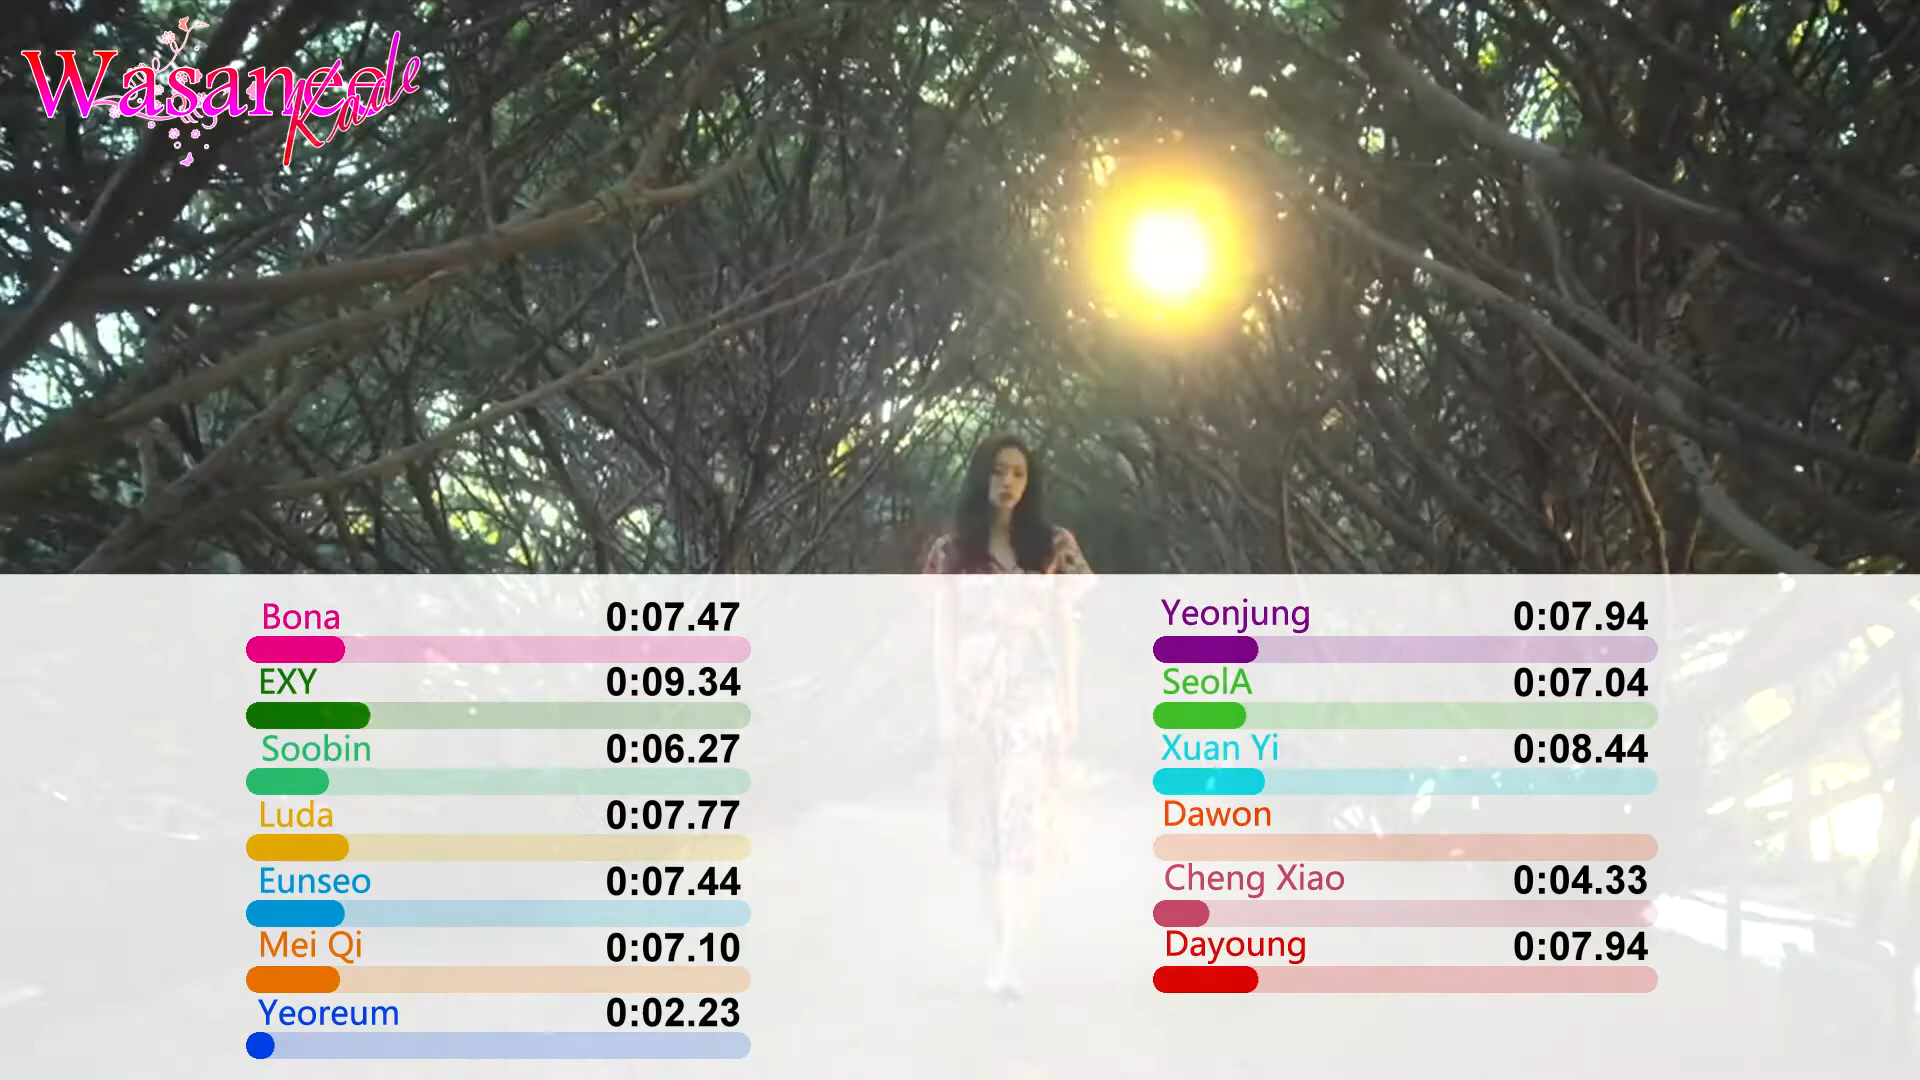 Wasaneo
Kade
Bona 0:07.47
EXY 0:09.34
Soobin 0:06.27
Luda 0:07.77
Eunseo 0:07.44
Mei Qi 0:07.10
Yeoreum 0:02.23
Yeonjung 0:07.94
SeolA 0:07.04
Xuan Yi 0:08.44
Dawon
Cheng Xiao 0:04.33
Dayoung 0:07.94